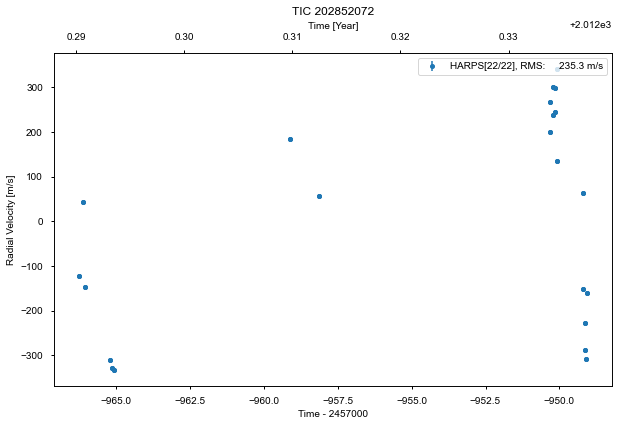 TIC 202852072
Time [Year]
+2.012e3
0.29 0.30 0.31 0.32 0.33
HARPS[22/22], RMS: 235.3 m/s
Radial Velocity [m/s]
300
200
100
0
−100
−200
−300
−965.0 −962.5 −960.0 −957.5 −955.0 −952.5 −950.0
Time - 2457000